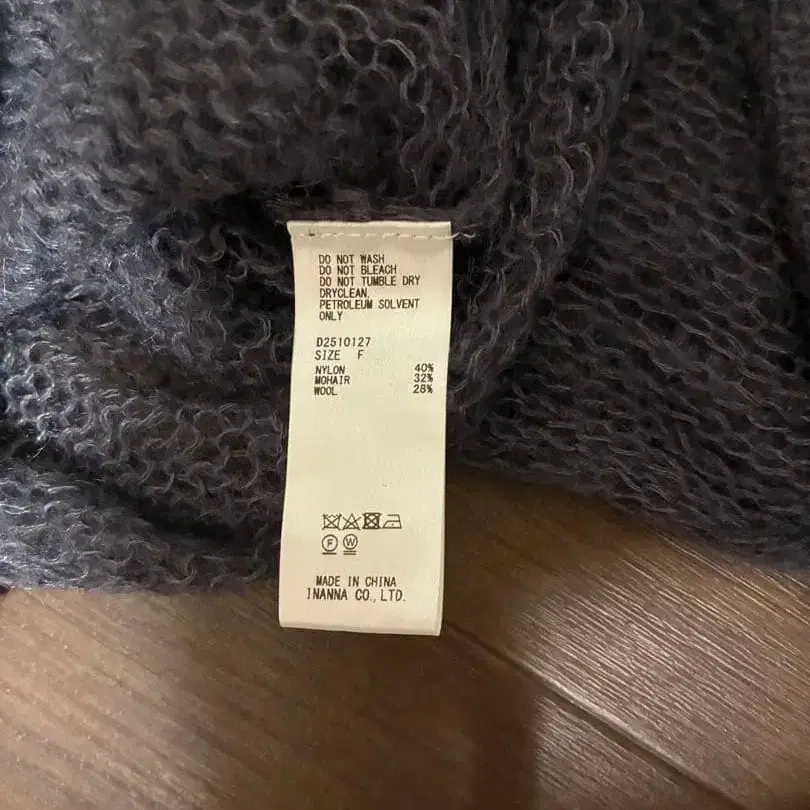 DO NOT WASH
DO NOT BLEACH
DO NOT TUMBLE DRY
DRYCLEAN,
PETROLEUM SOLVENT
ONLY
D2510127
SIZE F
NYLON 40%
MOHAIR 32%
WOOL 28%
F W
MADE IN CHINA
INANNA CO.,LTD.